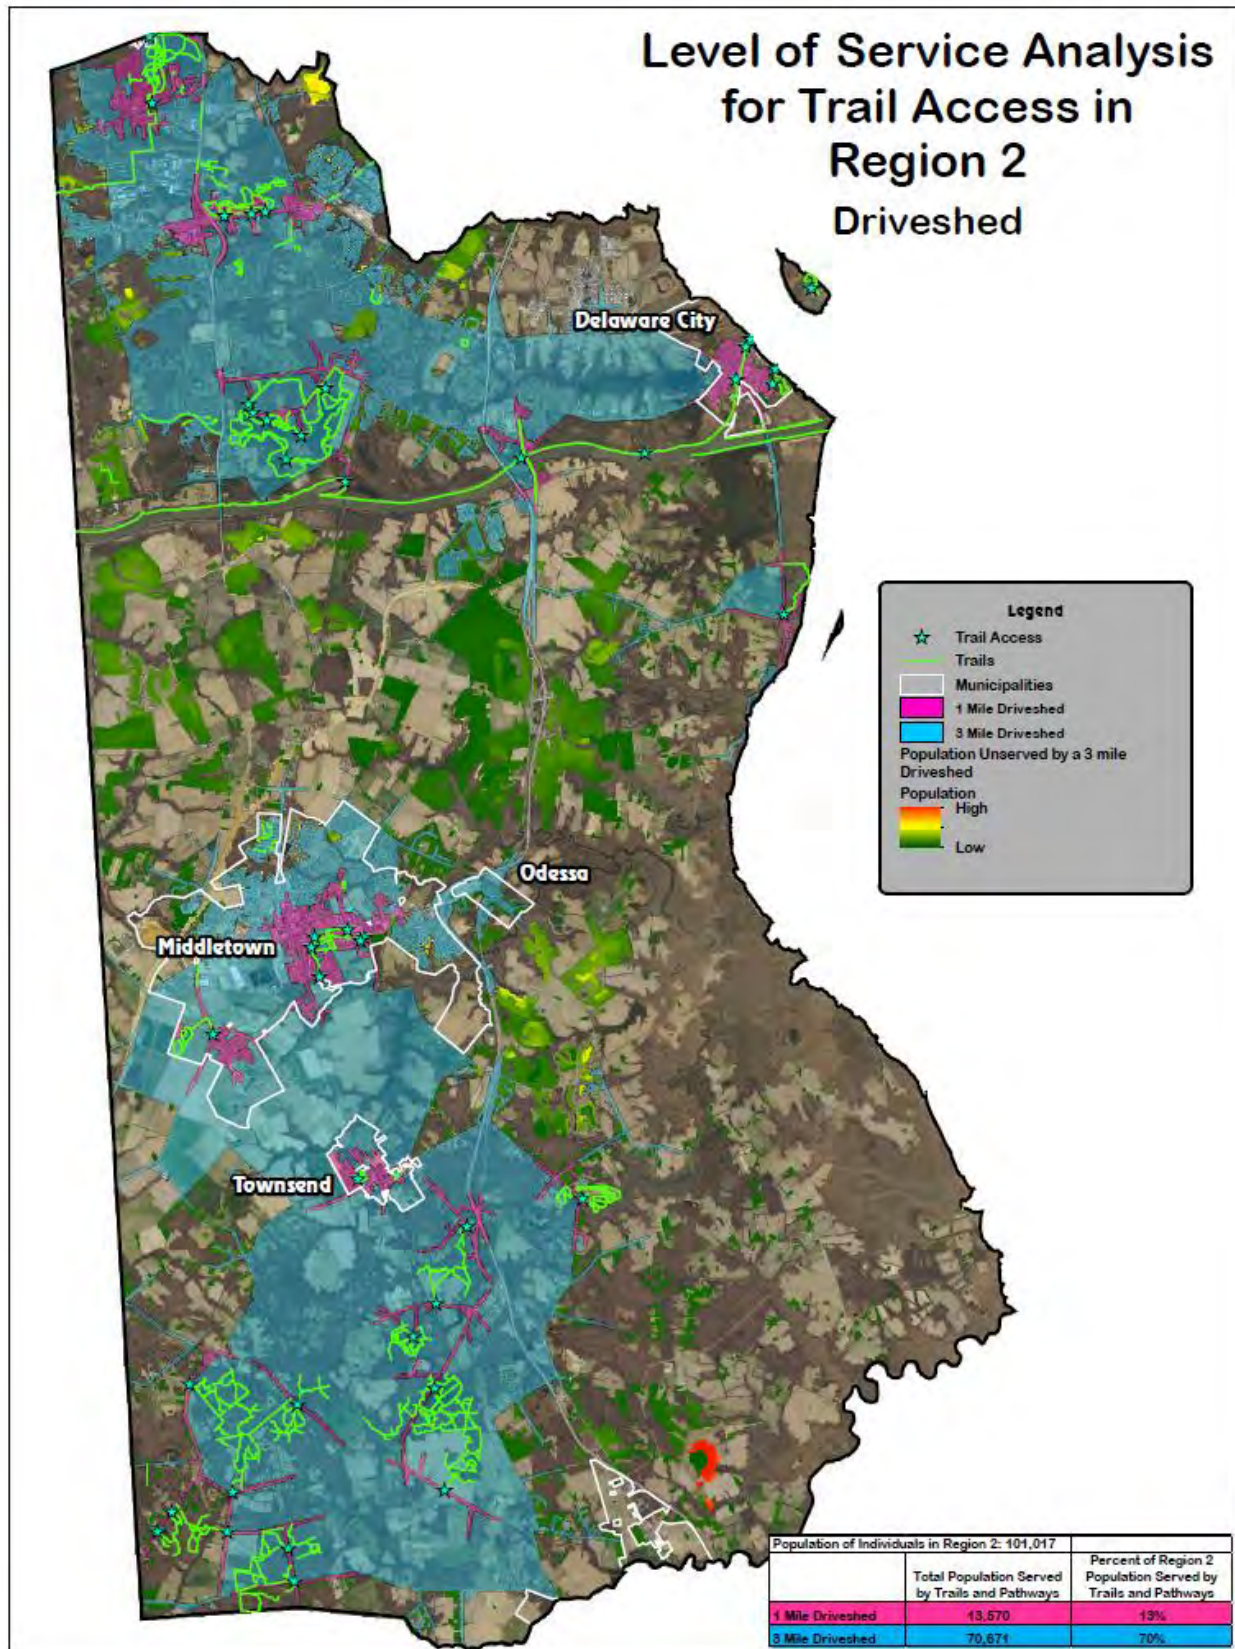 Level of Service Analysis
for Trail Access in
Region 2
Driveshed
Delaware City
Legend
Trail Access
Trails
Municipalities
1 Mile Driveshed
3 Mile Driveshed
Population Unserved by a 3 mile
Driveshed
Population
High
Low
Odessa
Middletown
Townsend
Population of Individuals in Region 2: 101,017
Total Population Served
by Trails and Pathways
Percent of Region 2
Population Served by
Trails and Pathways
1 Mile Driveshed 13,570 13%
3 Mile Driveshed 70,671 70%